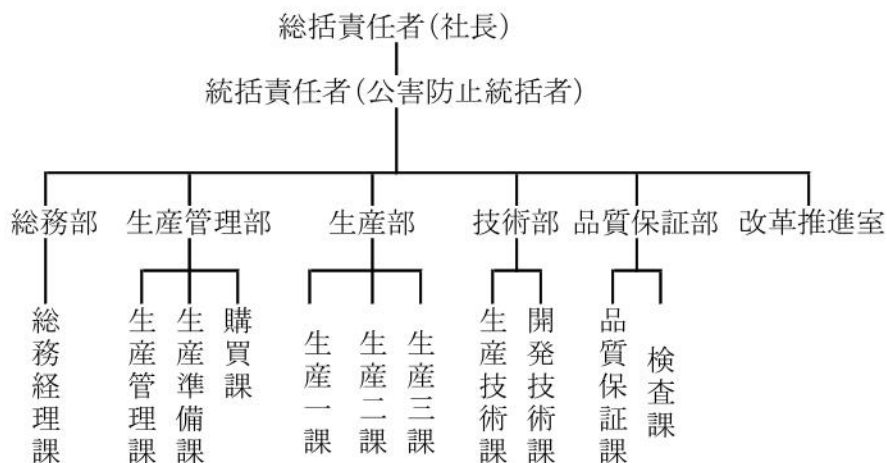 総括責任者(社長)
統括責任者(公害防止統括者)
総務部
生産管理部
生産部
技術部
品質保証部
改革推進室
総務経理課
生産管理課
生産準備課
購買課
生産一課
生産二課
生産三課
生産技術課
開発技術課
品質保証課
検査課